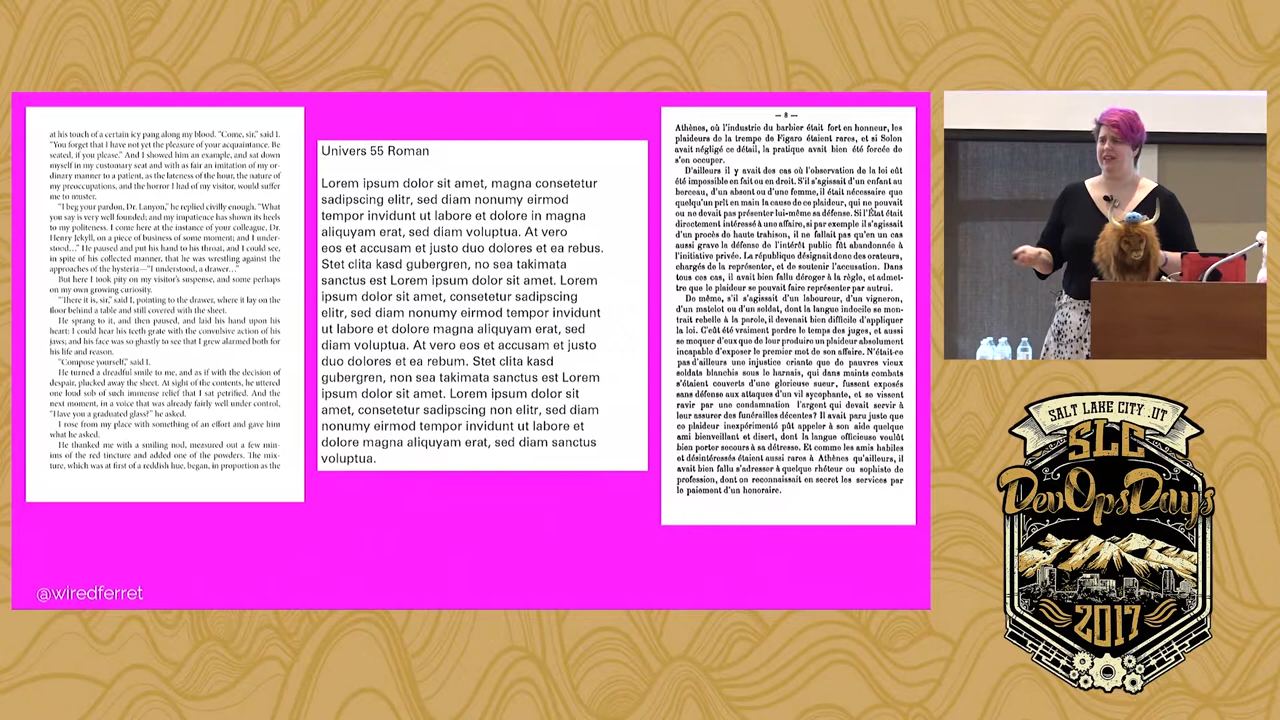 at his touch of a certain icy pang along my blood. "Come, sir," said I.
"You forget that I have not yet the pleasure of your acquaintance. Be
seated, if you please." And I showed him an example, and sat down
myself in my customary seat and with as fair an imitation of my or-
dinary manner to a patient, as the lateness of the hour, the nature of
my preoccupations, and the horror I had of my visitor, would suffer
me to muster.
"I beg your pardon, Dr. Lanyon," he replied civilly enough. "What
you say is very well founded; and my impatience has shown its heels
to my politeness. I come here at the instance of your colleague, Dr.
Henry Jekyll, on a piece of business of some moment; and I under-
stood..." He paused and put his hand to his throat, and I could see,
in spite of his collected manner, that he was wrestling against the
approaches of the hysteria—"I understood, a drawer..."
But here I took pity on my visitor's suspense, and some perhaps
on my own growing curiosity.
"There it is, sir," said I, pointing to the drawer, where it lay on the
floor behind a table and still covered with the sheet.
He sprang to it, and then paused, and laid his hand upon his
heart: I could hear his teeth grate with the convulsive action of his
jaws; and his face was so ghastly to see that I grew alarmed both for
his life and reason.
"Compose yourself," said I.
He turned a dreadful smile to me, and as if with the decision of
despair, plucked away the sheet. At sight of the contents, he uttered
one loud sob of such immense relief that I sat petrified. And the
next moment, in a voice that was already fairly well under control,
"Have you a graduated glass?" he asked.
I rose from my place with something of an effort and gave him
what he asked.
He thanked me with a smiling nod, measured out a few min-
ims of the red tincture and added one of the powders. The mix-
ture, which was at first of a reddish hue, began, in proportion as the
Univers 55 Roman
Lorem ipsum dolor sit amet, magna consetetur
sadipscing elitr, sed diam nonumy eirmod
tempor invidunt ut labore et dolore in magna
aliquyam erat, sed diam voluptua. At vero
eos et accusam et justo duo dolores et ea rebus.
Stet clita kasd gubergren, no sea takimata
sanctus est Lorem ipsum dolor sit amet. Lorem
ipsum dolor sit amet, consetetur sadipscing
elitr, sed diam nonumy eirmod tempor invidunt
ut labore et dolore magna aliquyam erat, sed
diam voluptua. At vero eos et accusam et justo
duo dolores et ea rebum. Stet clita kasd
gubergren, non sea takimata sanctus est Lorem
ipsum dolor sit amet. Lorem ipsum dolor sit
amet, consetetur sadipscing non elitr, sed diam
nonumy eirmod tempor invidunt ut labore et
dolore magna aliquyam erat, sed diam sanctus
voluptua.
— 8 —
Athènes, où l'industrie du barbier était fort en honneur, les
plaideurs de la trempe de Figaro étaient rares, et si Solon
avait négligé ce détail, la pratique avait bien été forcée de
s'en occuper.
D'ailleurs il y avait des cas où l'observation de la loi eût
été impossible en fait ou en droit. S'il s'agissait d'un enfant au
berceau, d'un absent ou d'une femme, il était nécessaire que
quelqu'un prît en main la cause de ce plaideur, qui ne pouvait
ou ne devait pas présenter lui-même sa défense. Si l'État était
directement intéressé à une affaire, si par exemple il s'agissait
d'un procès de haute trahison, il ne fallait pas qu'en un cas
aussi grave la défense de l'intérêt public fût abandonnée à
l'initiative privée. La république désignait donc des orateurs,
chargés de la représenter, et de soutenir l'accusation. Dans
tous ces cas, il avait bien fallu déroger à la règle, et admet-
tre que le plaideur se pouvait faire représenter par autrui.
De même, s'il s'agissait d'un laboureur, d'un vigneron,
d'un matelot ou d'un soldat, dont la langue indocile se mon-
trait rebelle à la parole, il devenait bien difficile d'appliquer
la loi. C'eût été vraiment perdre le temps des juges, et aussi
se moquer d'eux que de leur produire un plaideur absolument
incapable d'exposer le premier mot de son affaire. N'était-ce
pas d'ailleurs une injustice criante que de pauvres vieux
soldats blanchis sous le harnais, qui dans maints combats
s'étaient couverts d'une glorieuse sueur, fussent exposés
sans défense aux attaques d'un vil sycophante, et se vissent
ravir par une condamnation l'argent qui devait servir à
leur assurer des funérailles décentes? Il avait paru juste que
ce plaideur inexpérimenté pût appeler à son aide quelque
ami bienveillant et disert, dont la langue officieuse voulût
bien porter secours à sa détresse. Et comme les amis habiles
et désintéressés étaient aussi rares à Athènes qu'ailleurs, il
avait bien fallu s'adresser à quelque rhéteur ou sophiste de
profession, dont on reconnaissait en secret les services par
le paiement d'un honoraire.
@wiredferret
SALT LAKE CITY .UT
SLC
DevOpsDays
2017